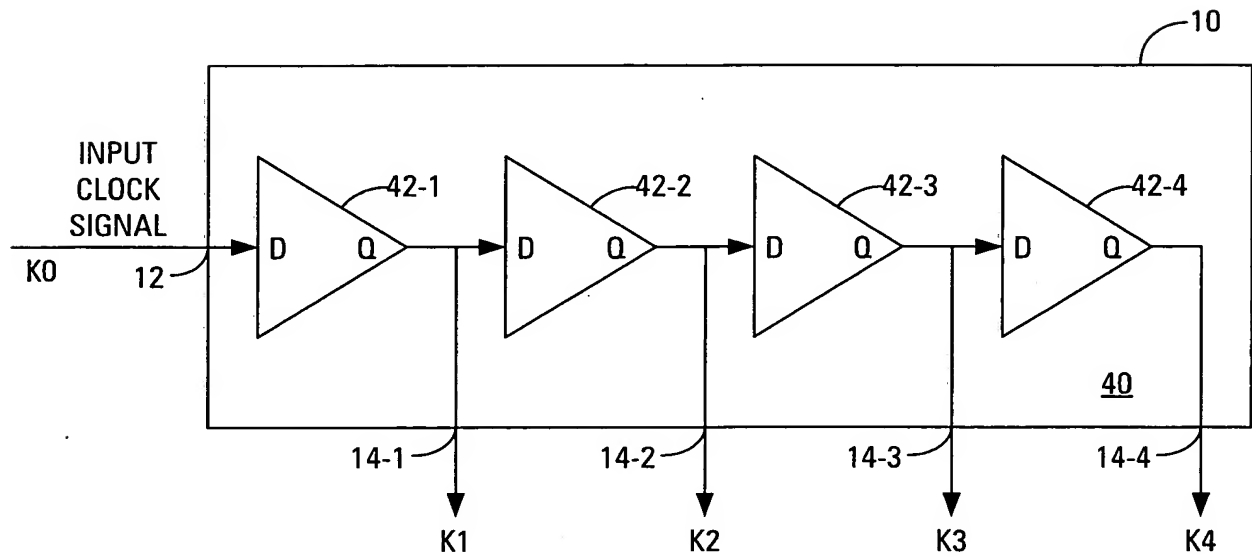 10
INPUT
CLOCK
SIGNAL
42-1
42-2
42-3
42-4
D Q D Q D Q D Q
K0
12
40
14-1
14-2
14-3
14-4
K1 K2 K3 K4